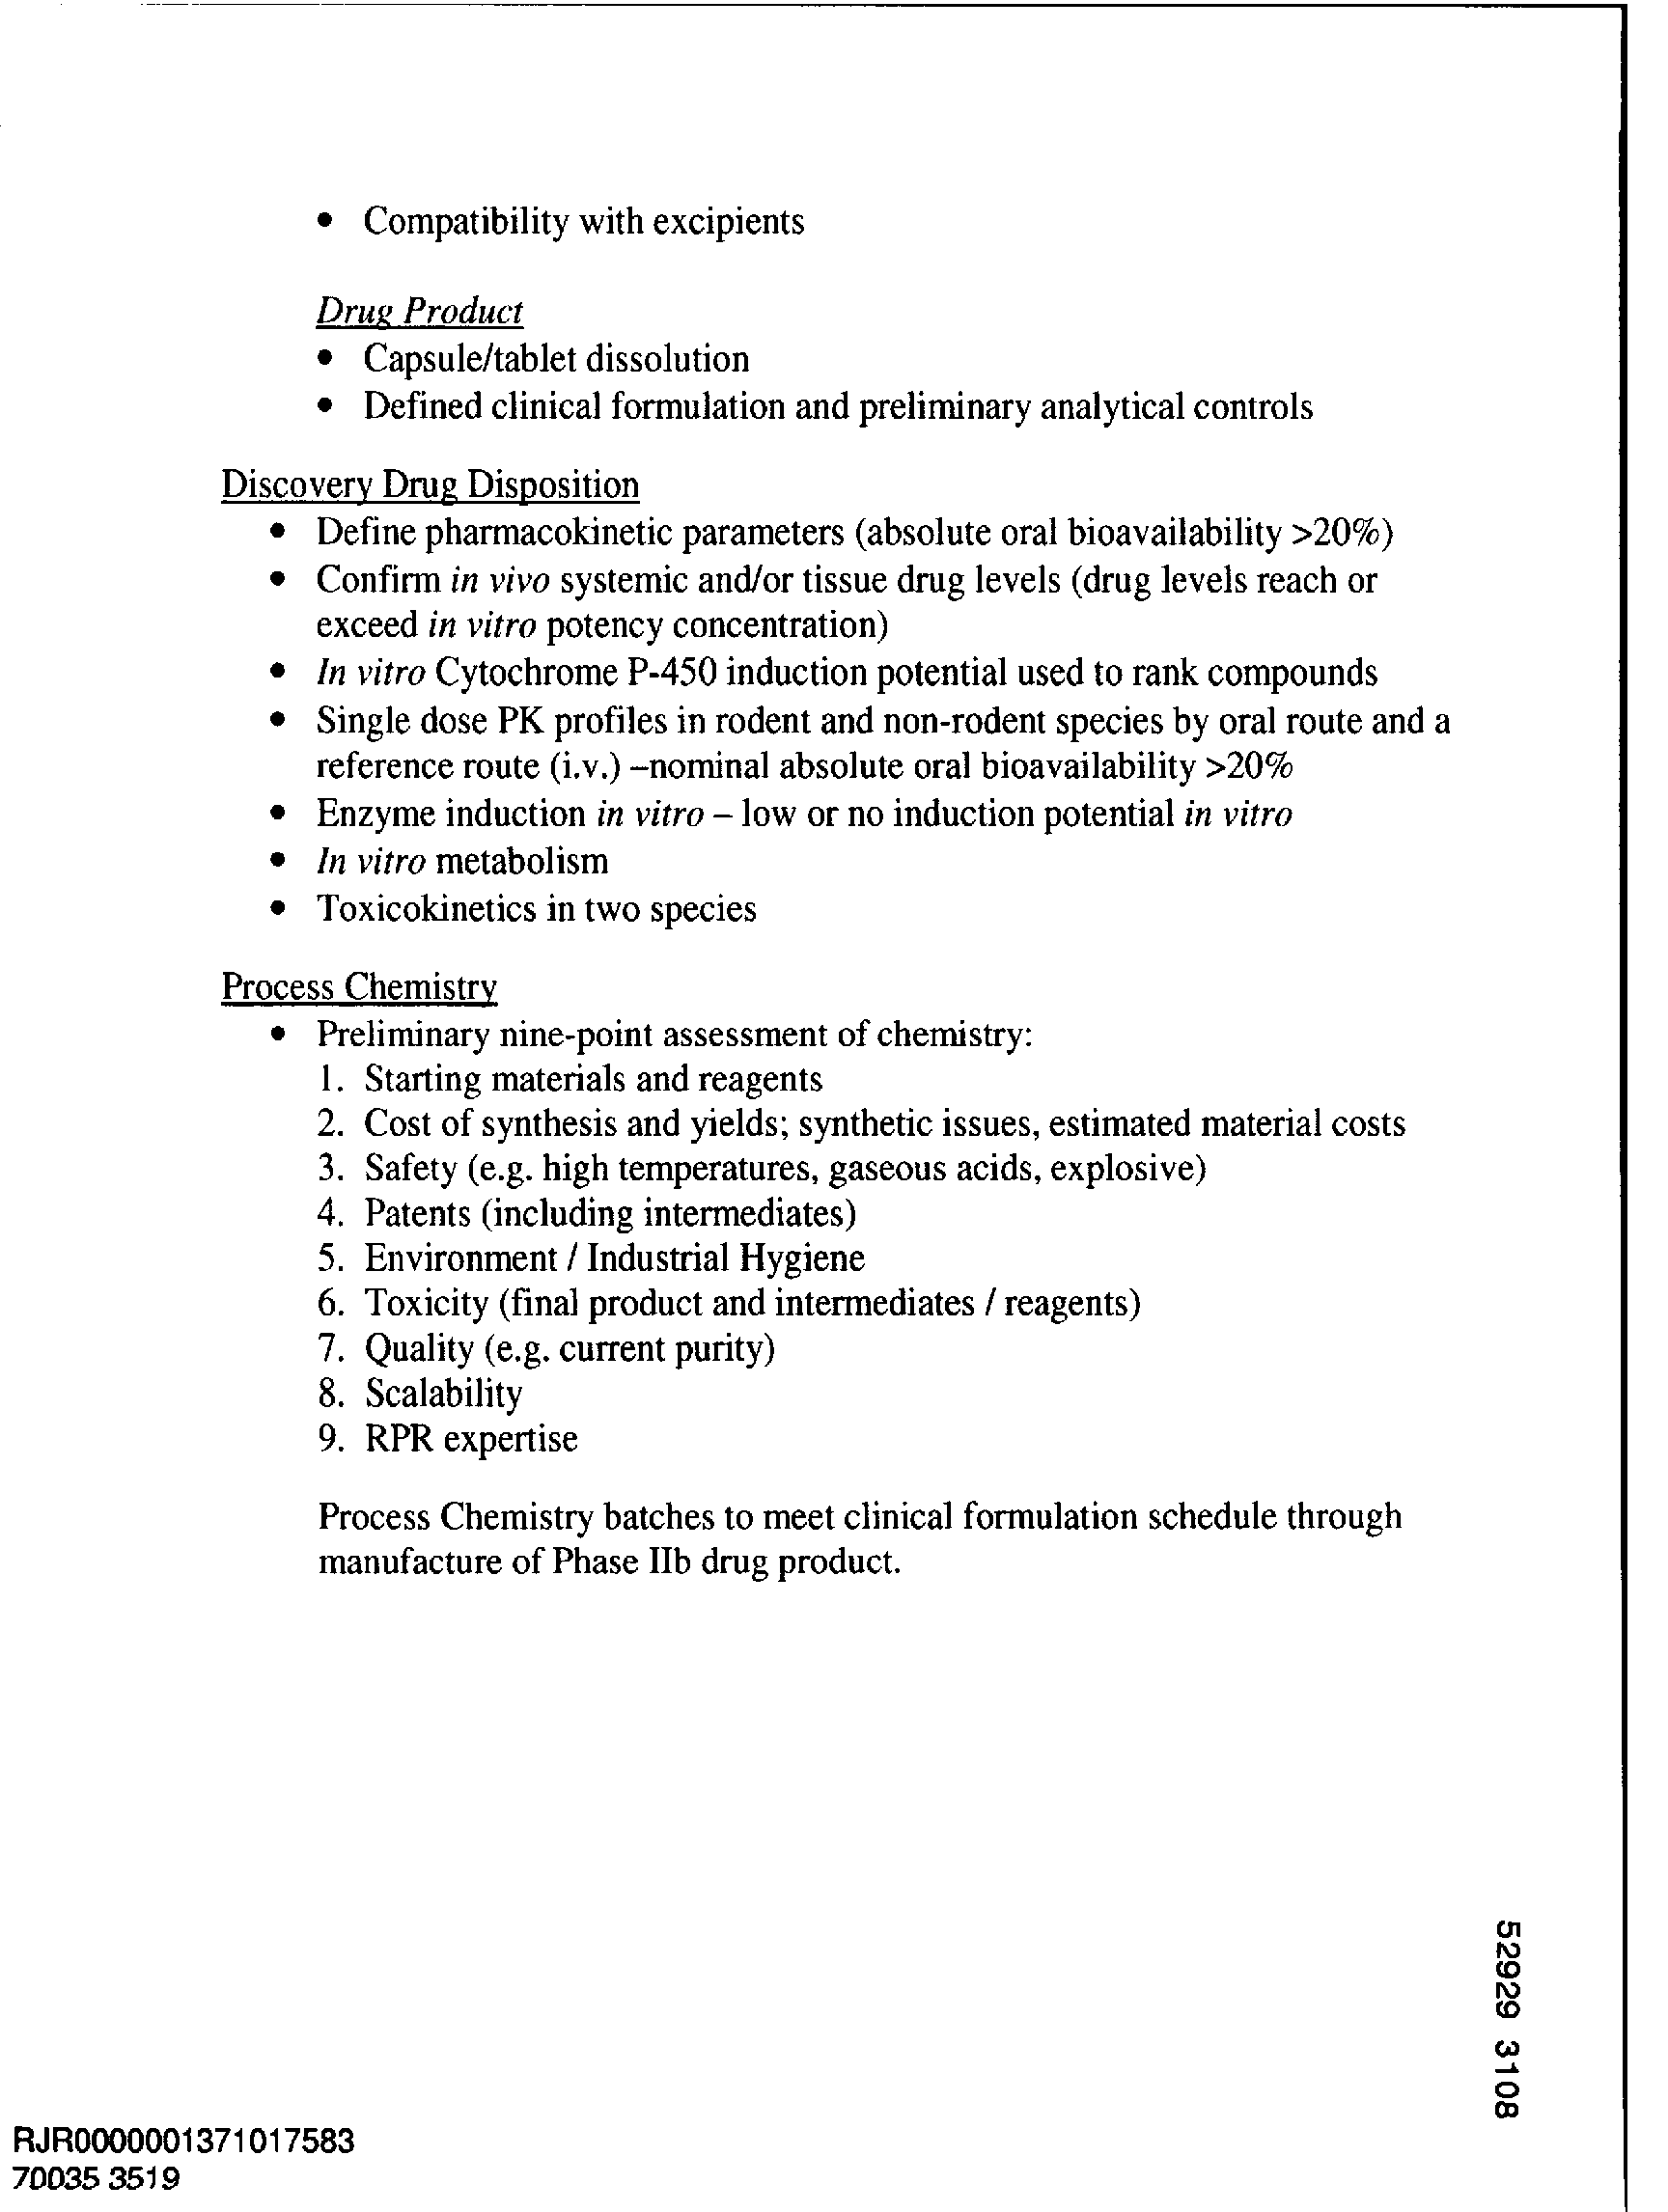 • Compatibility with excipients
Drug Product
• Capsule/tablet dissolution
• Defined clinical formulation and preliminary analytical controls
Discovery Drug Disposition
• Define pharmacokinetic parameters (absolute oral bioavailability >20%)
• Confirm in vivo systemic and/or tissue drug levels (drug levels reach or
exceed in vitro potency concentration)
• In vitro Cytochrome P-450 induction potential used to rank compounds
• Single dose PK profiles in rodent and non-rodent species by oral route and a
reference route (i.v.) –nominal absolute oral bioavailability >20%
• Enzyme induction in vitro – low or no induction potential in vitro
• In vitro metabolism
• Toxicokinetics in two species
Process Chemistry
• Preliminary nine-point assessment of chemistry:
1. Starting materials and reagents
2. Cost of synthesis and yields; synthetic issues, estimated material costs
3. Safety (e.g. high temperatures, gaseous acids, explosive)
4. Patents (including intermediates)
5. Environment / Industrial Hygiene
6. Toxicity (final product and intermediates / reagents)
7. Quality (e.g. current purity)
8. Scalability
9. RPR expertise
Process Chemistry batches to meet clinical formulation schedule through
manufacture of Phase IIb drug product.
52929 3108
RJR0000001371017583
70035 3519